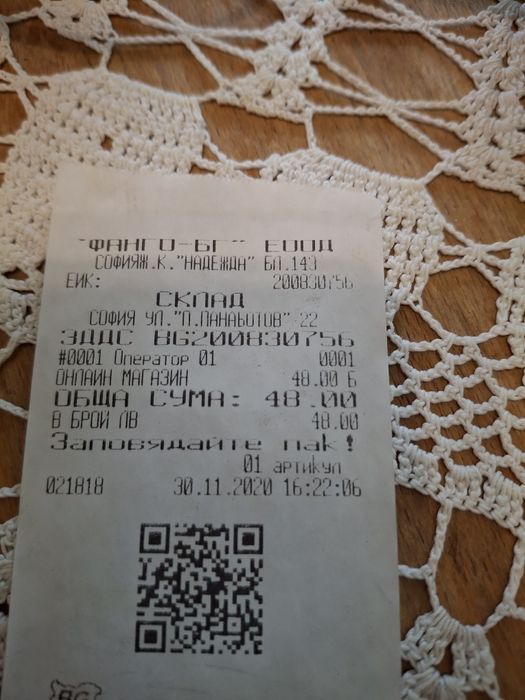 "ФАНГО-БГ" ЕООД
СОФИЯЖ.К."НАДЕЖДА" БЛ.143
ЕИК: 200830756
СКЛАД
СОФИЯ УЛ."П.ПАНАЬОТОВ" 22
ЗДДС BG200830756
#0001 Оператор 01 0001
ОНЛАЙН МАГАЗИН 48.00 Б
ОБЩА СУМА: 48.00
В БРОЙ ЛВ 48.00
Заповядайте пак!
01 артикул
021818 30.11.2020 16:22:06
BG